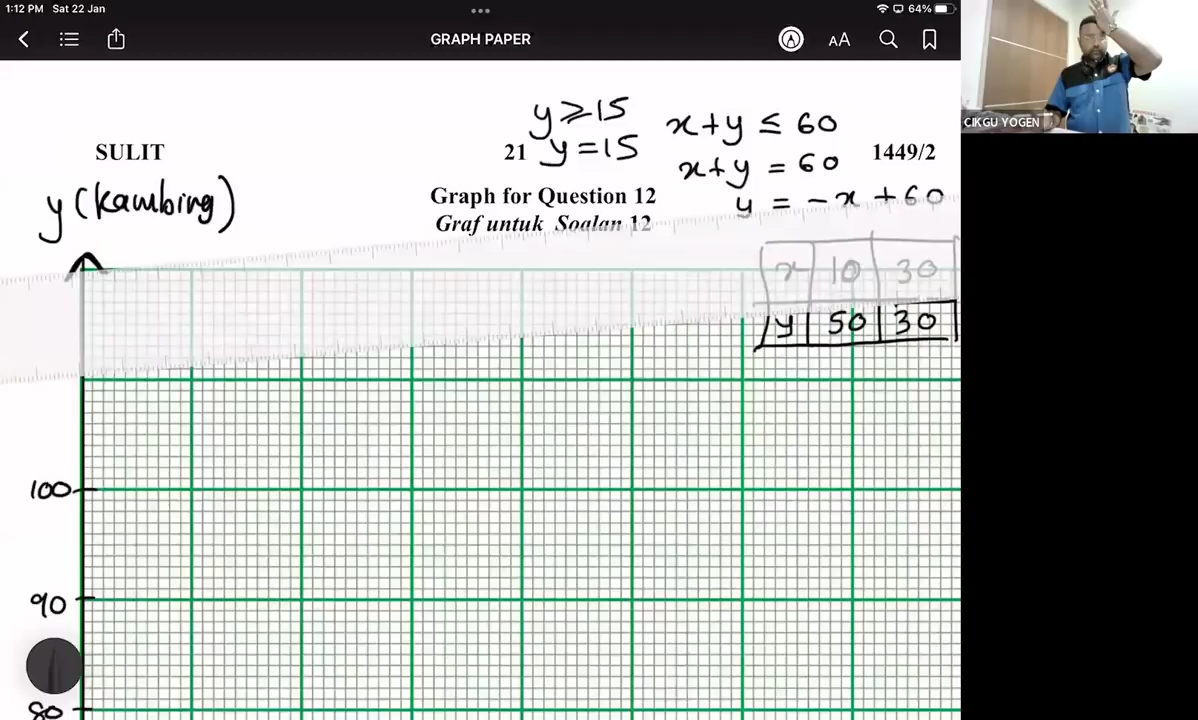 1:12 PM Sat 22 Jan
64%
GRAPH PAPER
AA
CIKGU YOGEN
y ≥ 15
y = 15
x + y ≤ 60
x + y = 60
y = -x + 60
SULIT
21
1449/2
y (kambing)
Graph for Question 12
Graf untuk Soalan 12
x 10 30
y 50 30
100
90
80